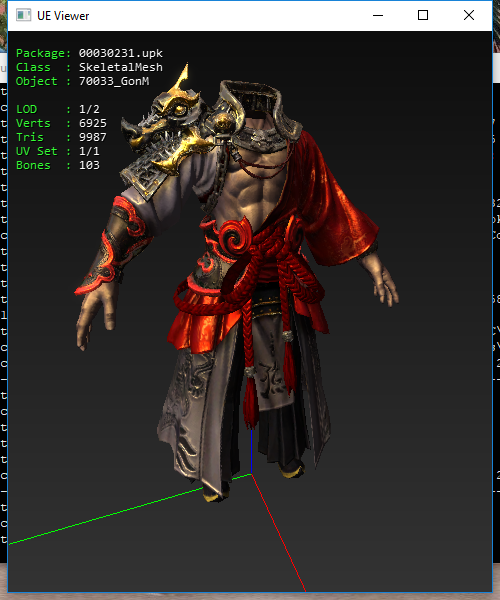 UE Viewer
Package: 00030231.upk
Class : SkeletalMesh
Object : 70033_GonM
LOD : 1/2
Verts : 6925
Tris : 9987
UV Set : 1/1
Bones : 103